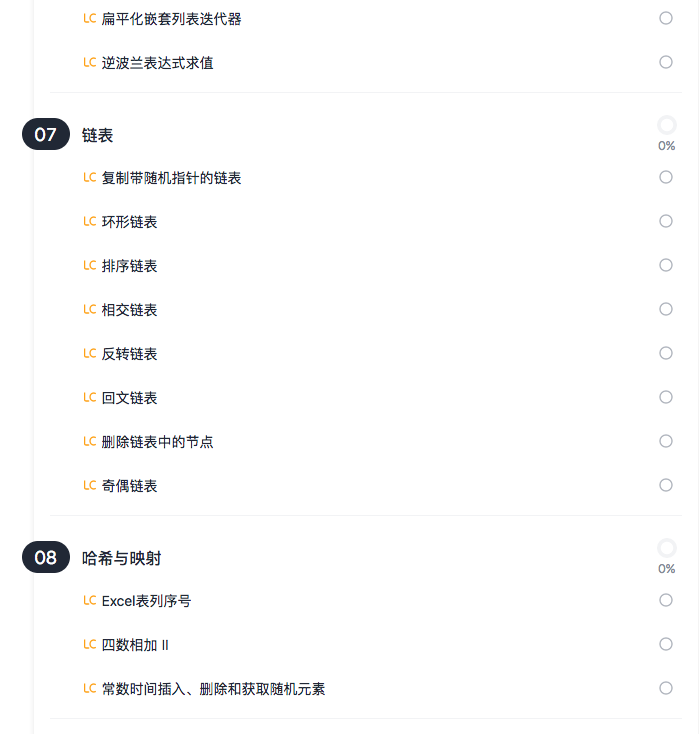 LC 扁平化嵌套列表迭代器
LC 逆波兰表达式求值
07 链表
0%
LC 复制带随机指针的链表
LC 环形链表
LC 排序链表
LC 相交链表
LC 反转链表
LC 回文链表
LC 删除链表中的节点
LC 奇偶链表
08 哈希与映射
0%
LC Excel表列序号
LC 四数相加 II
LC 常数时间插入、删除和获取随机元素